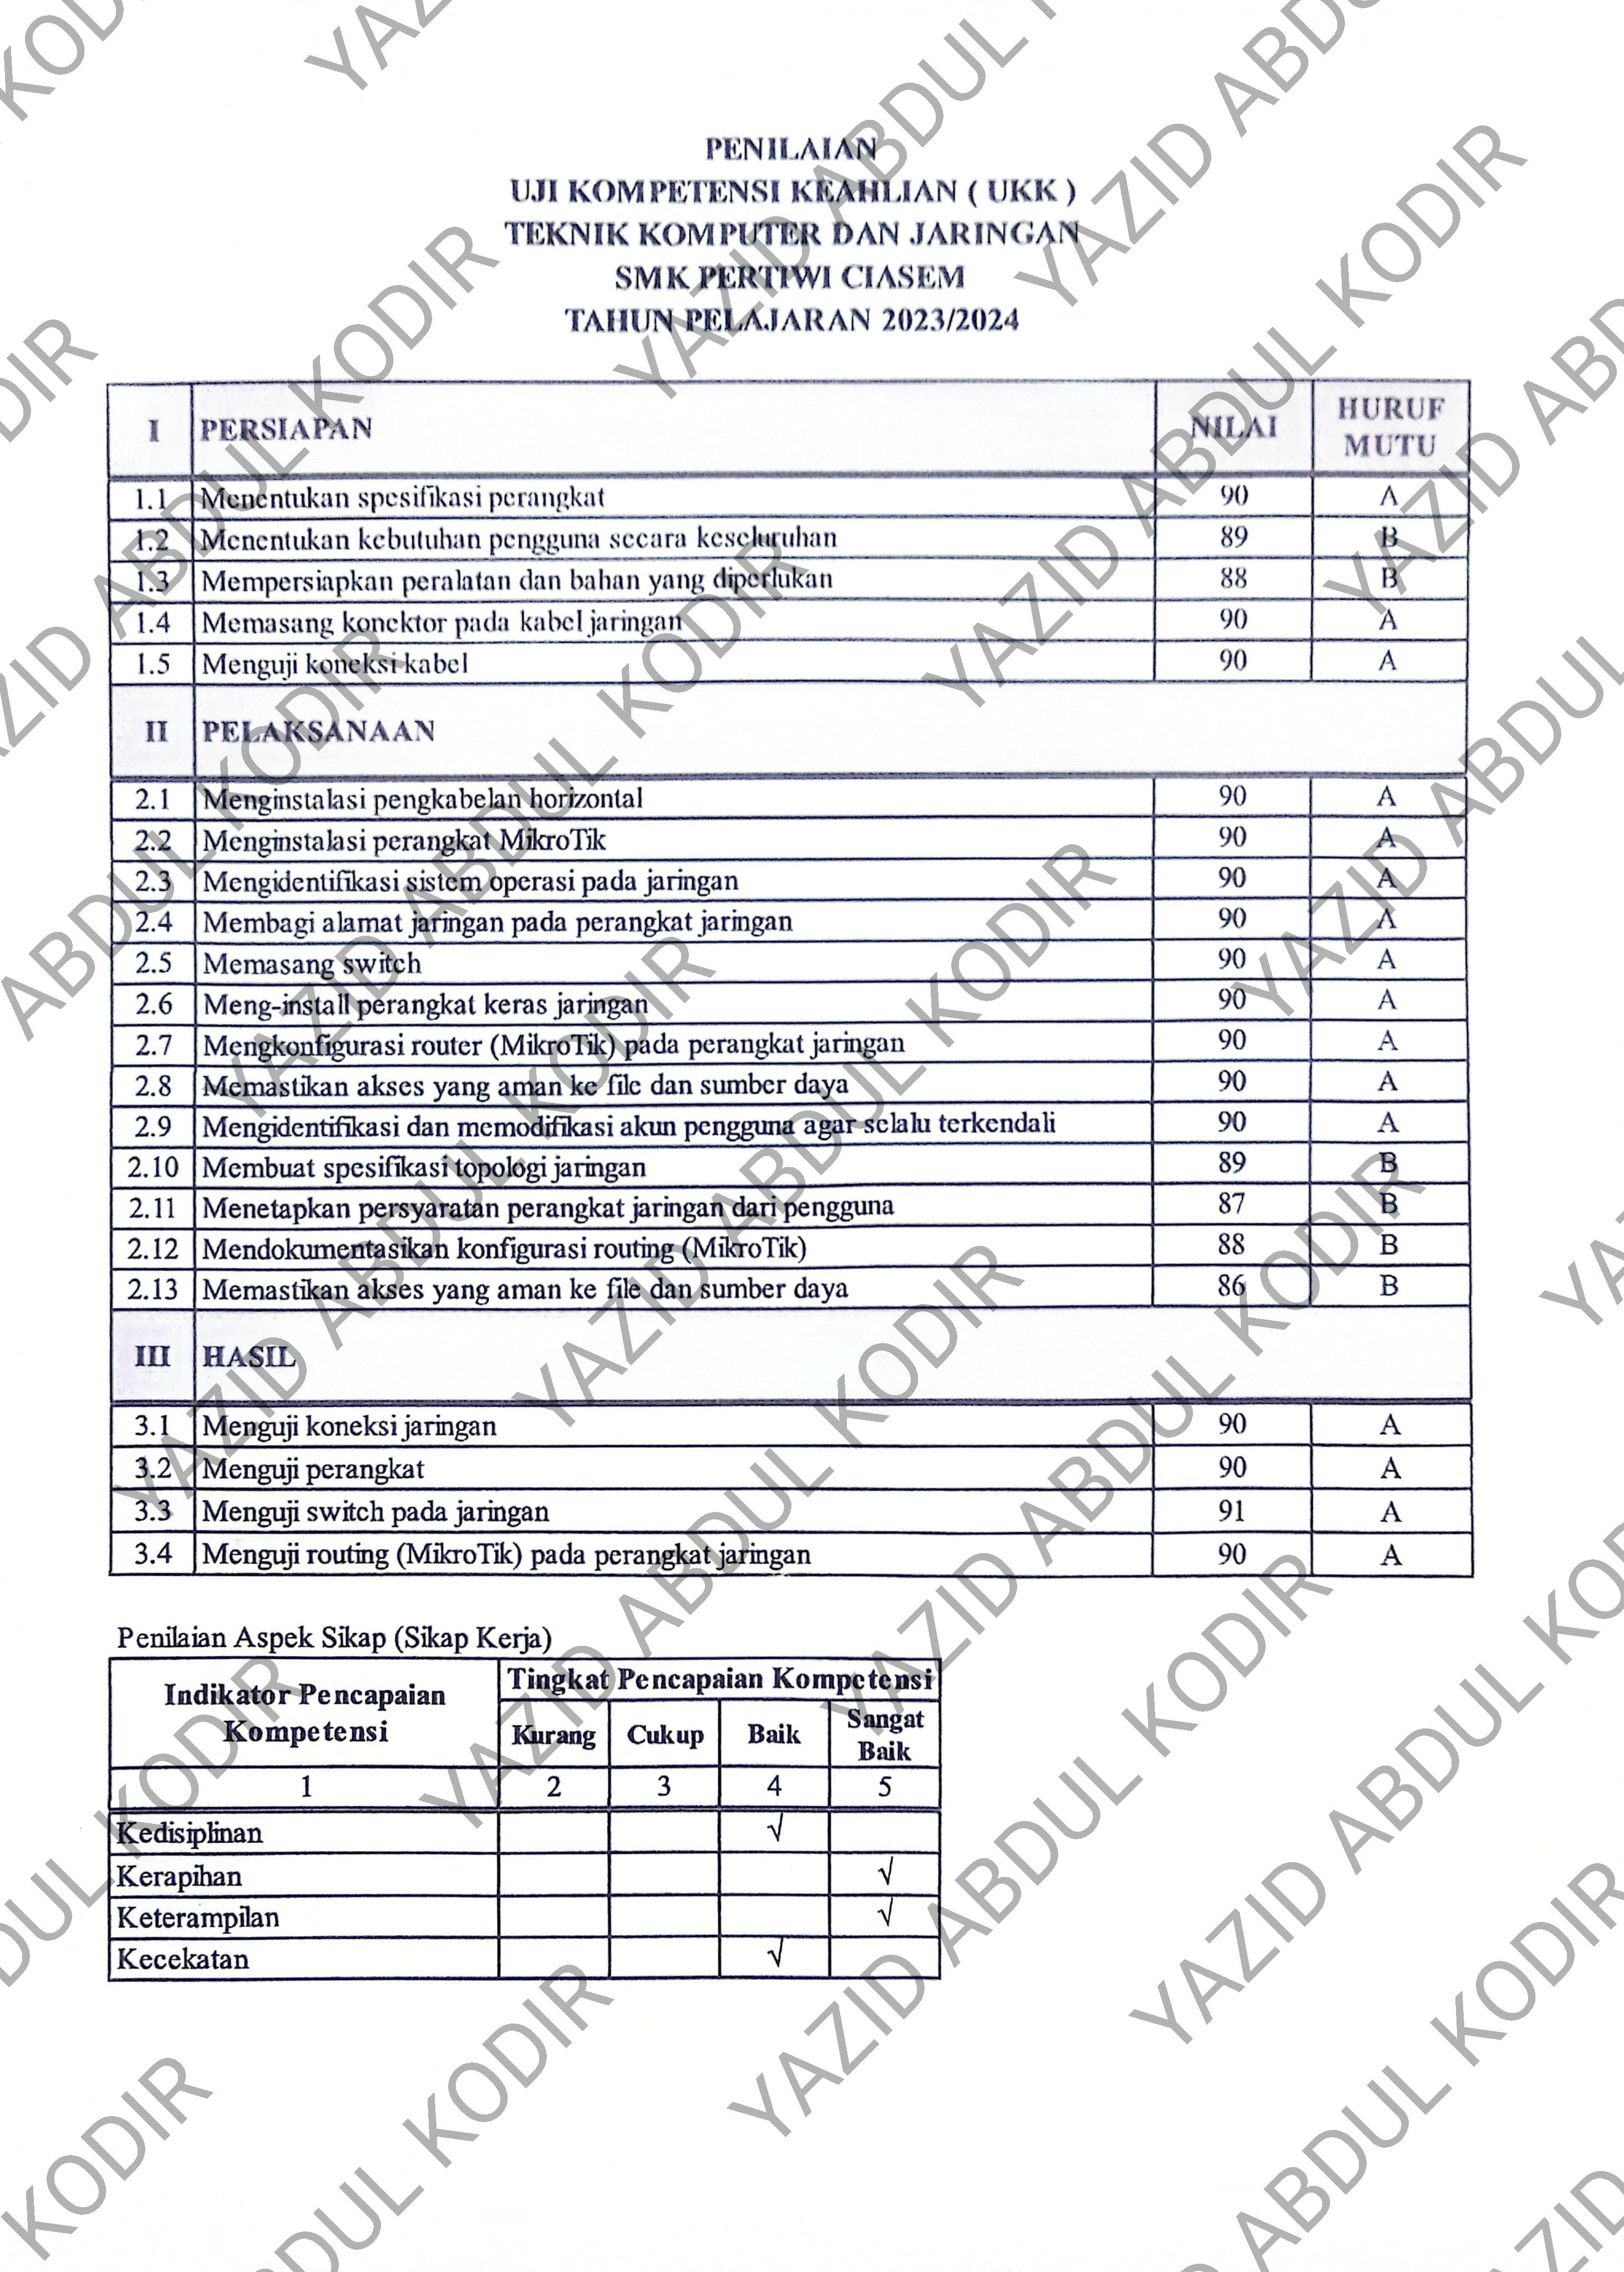 PENILAIAN
UJI KOMPETENSI KEAHLIAN ( UKK )
TEKNIK KOMPUTER DAN JARINGAN
SMK PERTIWI CIASEM
TAHUN PELAJARAN 2023/2024
I PERSIAPAN NILAI HURUF MUTU
1.1 Menentukan spesifikasi perangkat 90 A
1.2 Menentukan kebutuhan pengguna secara keseluruhan 89 B
1.3 Mempersiapkan peralatan dan bahan yang diperlukan 88 B
1.4 Memasang konektor pada kabel jaringan 90 A
1.5 Menguji koneksi kabel 90 A
II PELAKSANAAN
2.1 Menginstalasi pengkabelan horizontal 90 A
2.2 Menginstalasi perangkat MikroTik 90 A
2.3 Mengidentifikasi sistem operasi pada jaringan 90 A
2.4 Membagi alamat jaringan pada perangkat jaringan 90 A
2.5 Memasang switch 90 A
2.6 Meng-install perangkat keras jaringan 90 A
2.7 Mengkonfigurasi router (MikroTik) pada perangkat jaringan 90 A
2.8 Memastikan akses yang aman ke file dan sumber daya 90 A
2.9 Mengidentifikasi dan memodifikasi akun pengguna agar selalu terkendali 90 A
2.10 Membuat spesifikasi topologi jaringan 89 B
2.11 Menetapkan persyaratan perangkat jaringan dari pengguna 87 B
2.12 Mendokumentasikan konfigurasi routing (MikroTik) 88 B
2.13 Memastikan akses yang aman ke file dan sumber daya 86 B
III HASIL
3.1 Menguji koneksi jaringan 90 A
3.2 Menguji perangkat 90 A
3.3 Menguji switch pada jaringan 91 A
3.4 Menguji routing (MikroTik) pada perangkat jaringan 90 A
Penilaian Aspek Sikap (Sikap Kerja)
Indikator Pencapaian Kompetensi Tingkat Pencapaian Kompetensi
Kurang Cukup Baik Sangat Baik
1 2 3 4 5
Kedisiplinan √
Kerapihan √
Keterampilan √
Kecekatan √
YAZID ABDUL KODIR